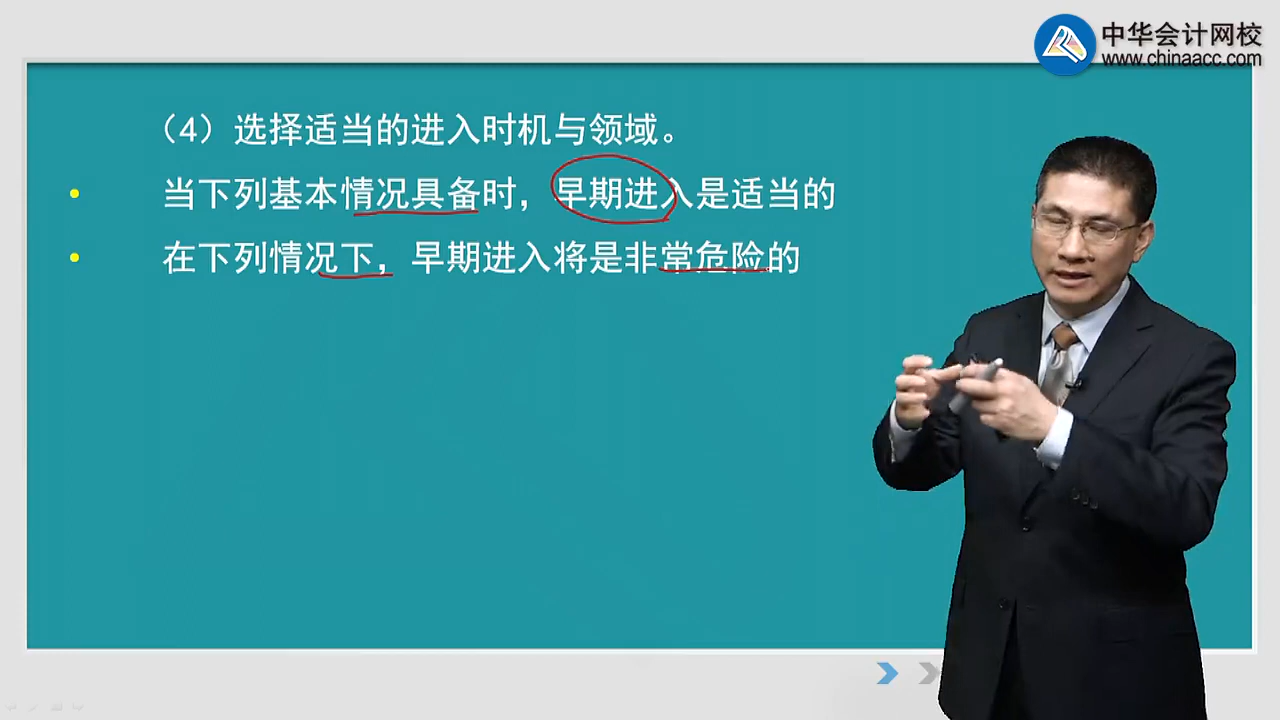 中华会计网校
www.chinaacc.com
（4）选择适当的进入时机与领域。
当下列基本情况具备时，早期进入是适当的
在下列情况下，早期进入将是非常危险的